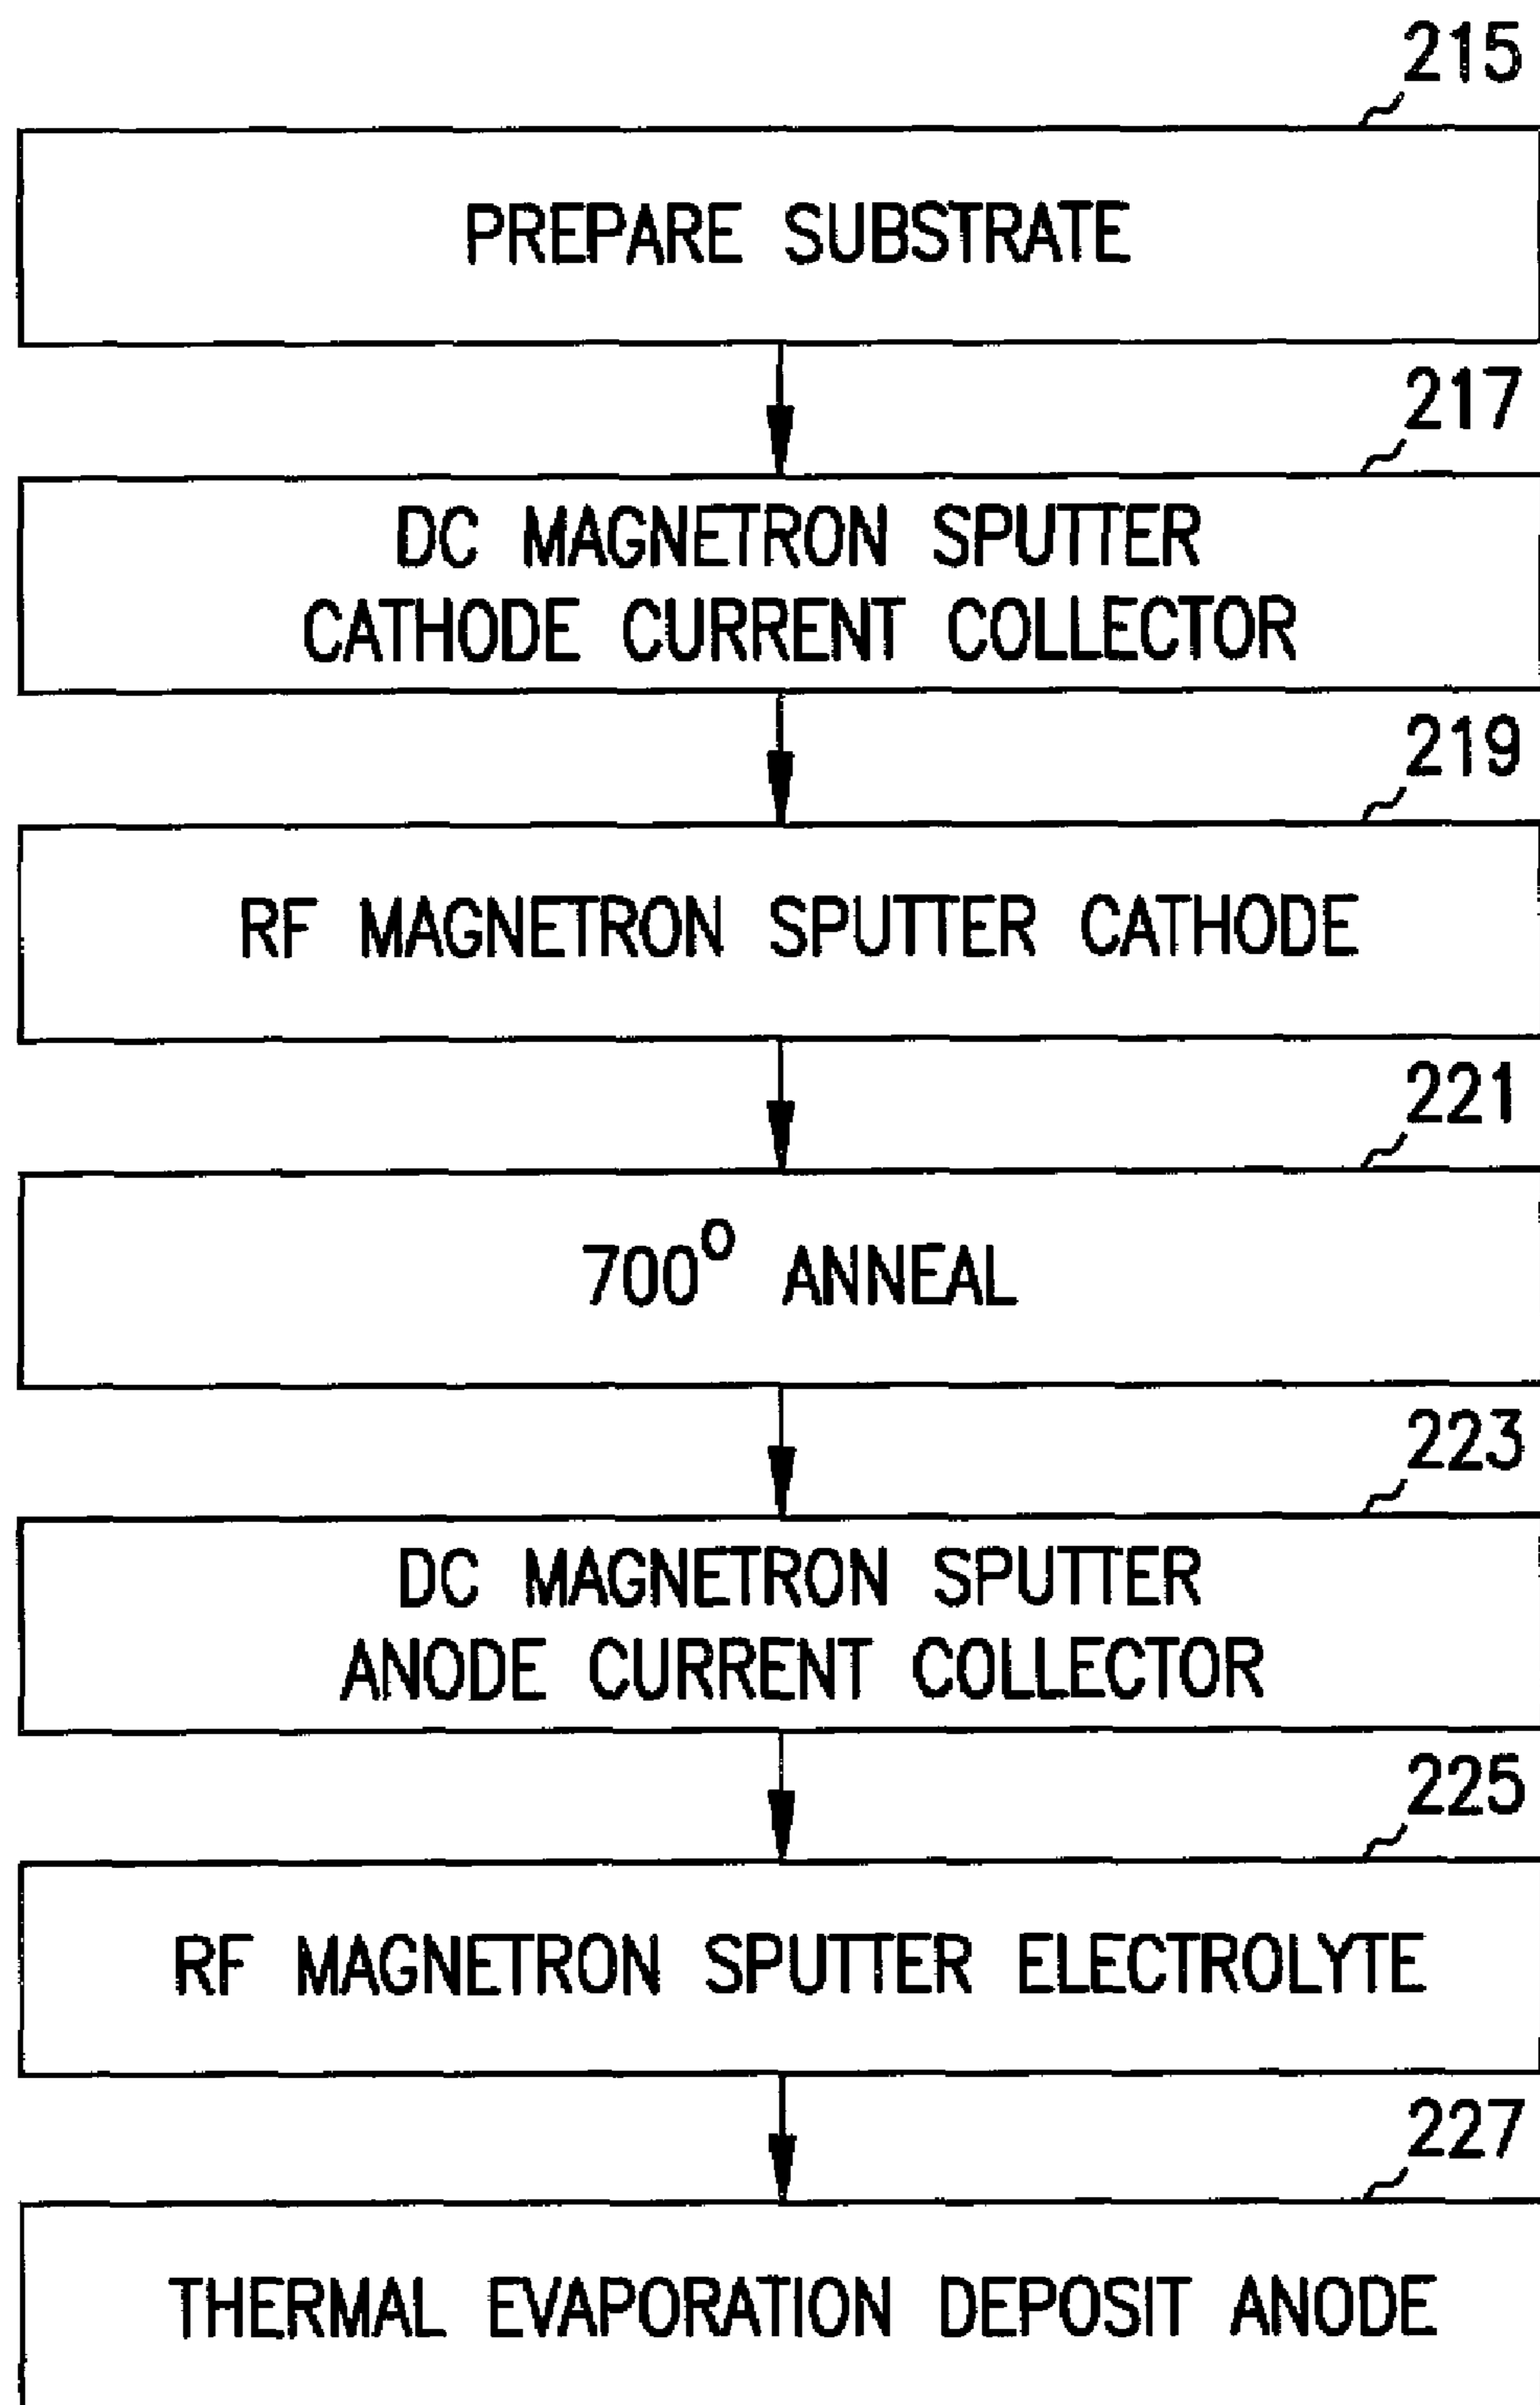 215
PREPARE SUBSTRATE
217
DC MAGNETRON SPUTTER
CATHODE CURRENT COLLECTOR
219
RF MAGNETRON SPUTTER CATHODE
221
700° ANNEAL
223
DC MAGNETRON SPUTTER
ANODE CURRENT COLLECTOR
225
RF MAGNETRON SPUTTER ELECTROLYTE
227
THERMAL EVAPORATION DEPOSIT ANODE